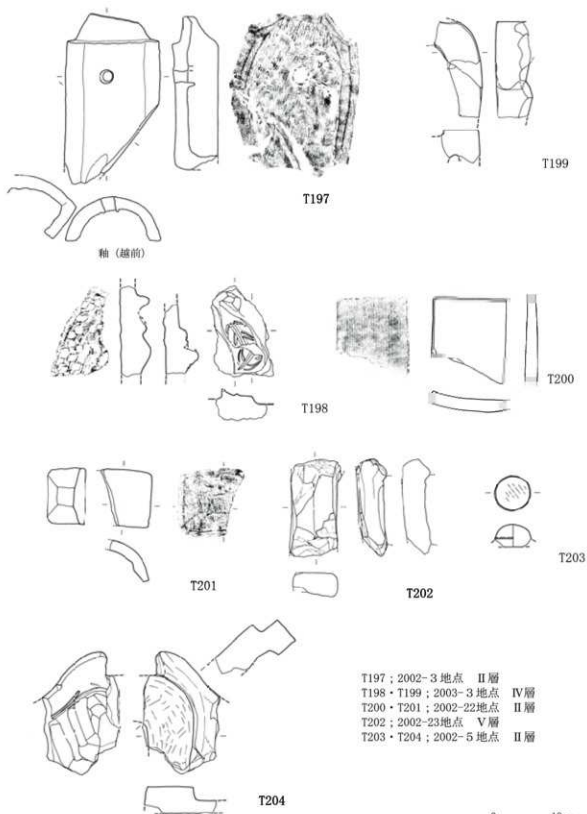 T197
T199
釉（越前）
T198
T200
T201
T202
T203
T204
T197；2002-3地点　Ⅱ層
T198・T199；2003-3地点　Ⅳ層
T200・T201；2002-22地点　Ⅱ層
T202；2002-23地点　Ⅴ層
T203・T204；2002-5地点　Ⅱ層